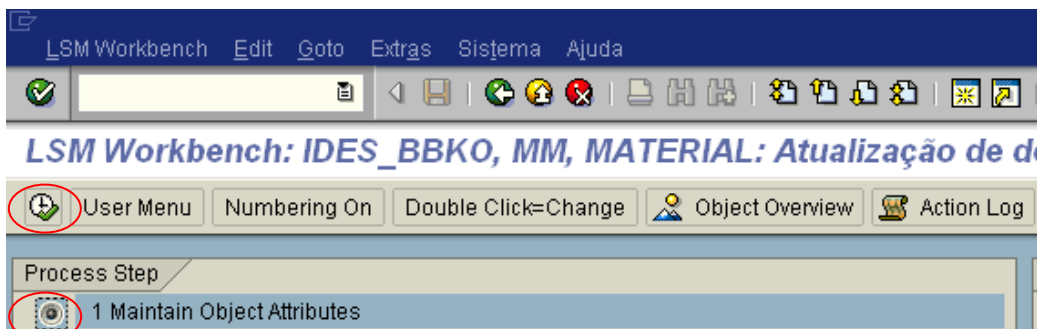 LSM Workbench Edit Goto Extras Sistema Ajuda
LSM Workbench: IDES_BBKO, MM, MATERIAL: Atualização de
User Menu Numbering On Double Click=Change Object Overview Action Log
Process Step
1 Maintain Object Attributes